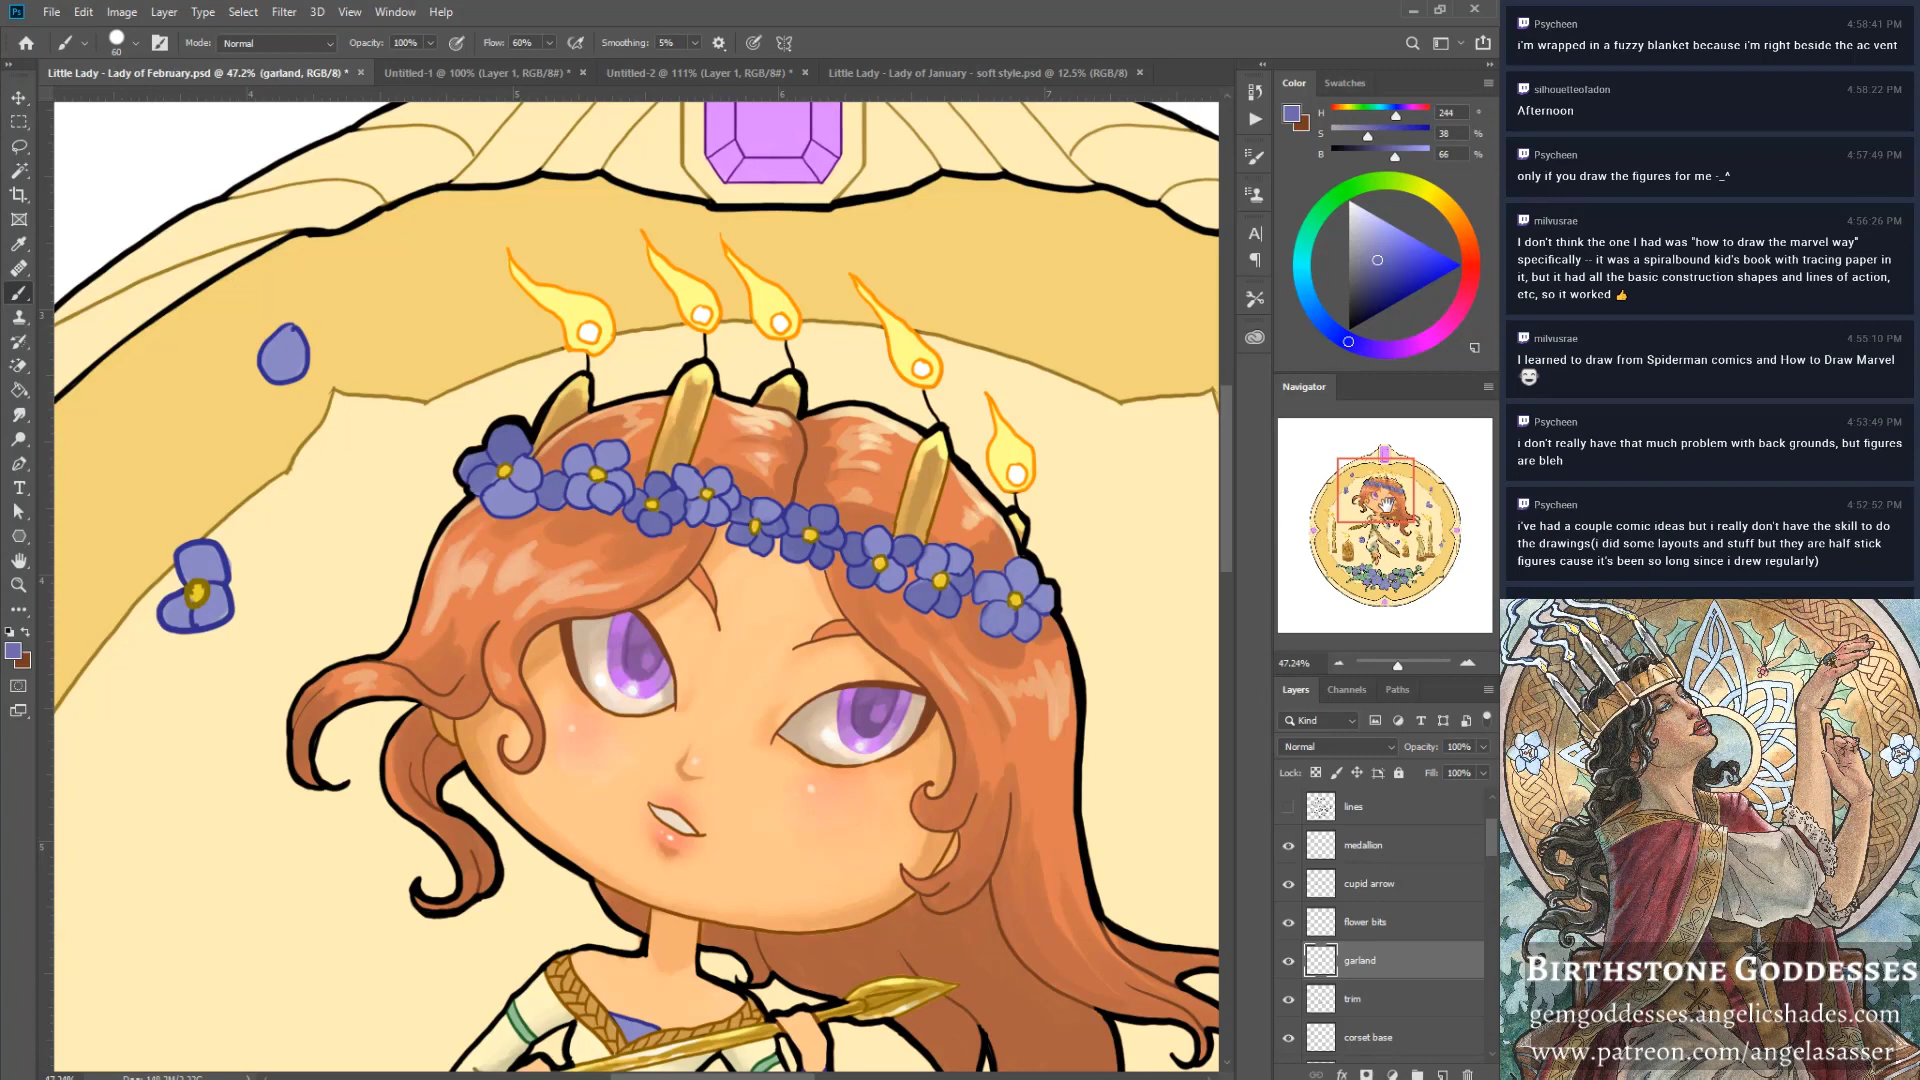 File Edit Image Layer Type Select Filter 3D View Window Help
60 Mode: Normal Opacity: 100% Flow: 60% Smoothing: 5%
Little Lady - Lady of February.psd @ 47.2% (garland, RGB/8) * Untitled-1 @ 100% (Layer 1, RGB/8#) * Untitled-2 @ 111% (Layer 1, RGB/8#) * Little Lady - Lady of January - soft style.psd @ 12.5% (RGB/8)
4 5 6 7
3
4
5
Color Swatches
H 244 °
S 38 %
B 66 %
Navigator
47.24%
Layers Channels Paths
Kind
Normal Opacity: 100%
Lock: Fill: 100%
lines
medallion
cupid arrow
flower bits
garland
trim
corset base
Psycheen 4:58:41 PM
i'm wrapped in a fuzzy blanket because i'm right beside the ac vent
silhouetteofadon 4:58:22 PM
Afternoon
Psycheen 4:57:49 PM
only if you draw the figures for me -_^
milvusrae 4:56:26 PM
I don't think the one I had was "how to draw the marvel way"
specifically -- it was a spiralbound kid's book with tracing paper in
it, but it had all the basic construction shapes and lines of action,
etc, so it worked 👍
milvusrae 4:55:10 PM
I learned to draw from Spiderman comics and How to Draw Marvel
Psycheen 4:53:49 PM
i don't really have that much problem with back grounds, but figures
are bleh
Psycheen 4:52:52 PM
i've had a couple comic ideas but i really don't have the skill to do
the drawings(i did some layouts and stuff but they are half stick
figures cause it's been so long since i drew regularly)
Birthstone Goddesses
gemgoddesses.angelicshades.com
www.patreon.com/angelasasser